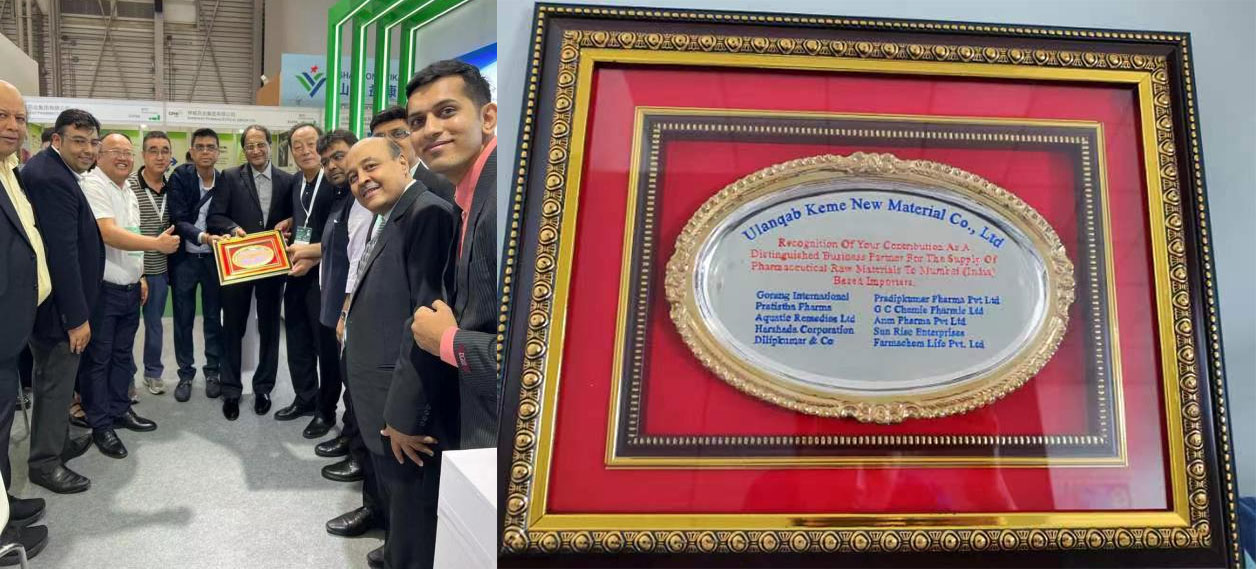 Ulanqab Keme New Material Co., Ltd
Recognition Of Your Contribution As A
Distinguished Business Partner For The Supply Of
Pharmaceutical Raw Materials To Mumbai (India)
Based Importers.
Gorang International
Pratistha Pharma
Aquatic Remedies Ltd
Harshada Corporation
Dilipkumar & Co
Pradipkumar Pharma Pvt Ltd
G C Chemie Pharmie Ltd
Anm Pharma Pvt Ltd
Sun Rise Enterprises
Farmachem Life Pvt. Ltd